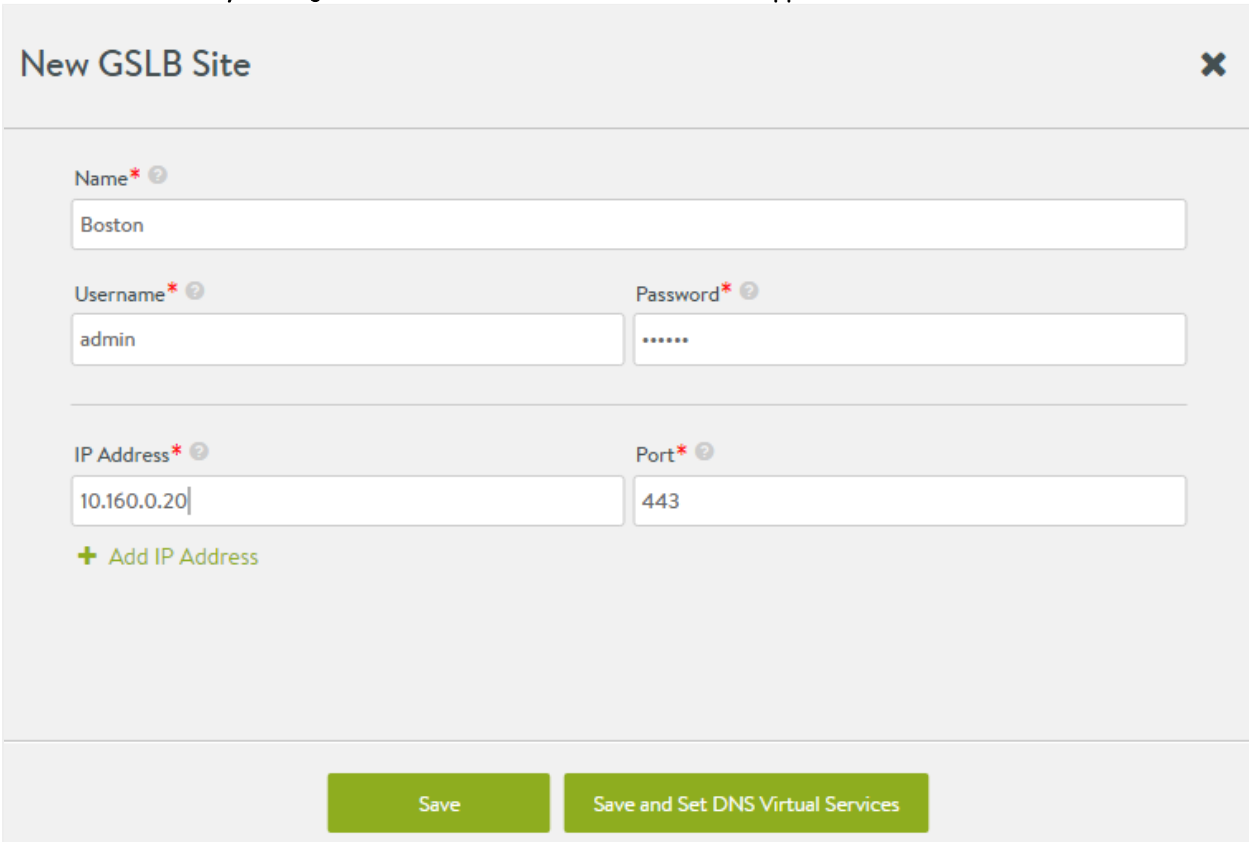 New GSLB Site
Name*
Boston
Username* Password*
admin ••••••
IP Address* Port*
10.160.0.20 443
+ Add IP Address
Save Save and Set DNS Virtual Services